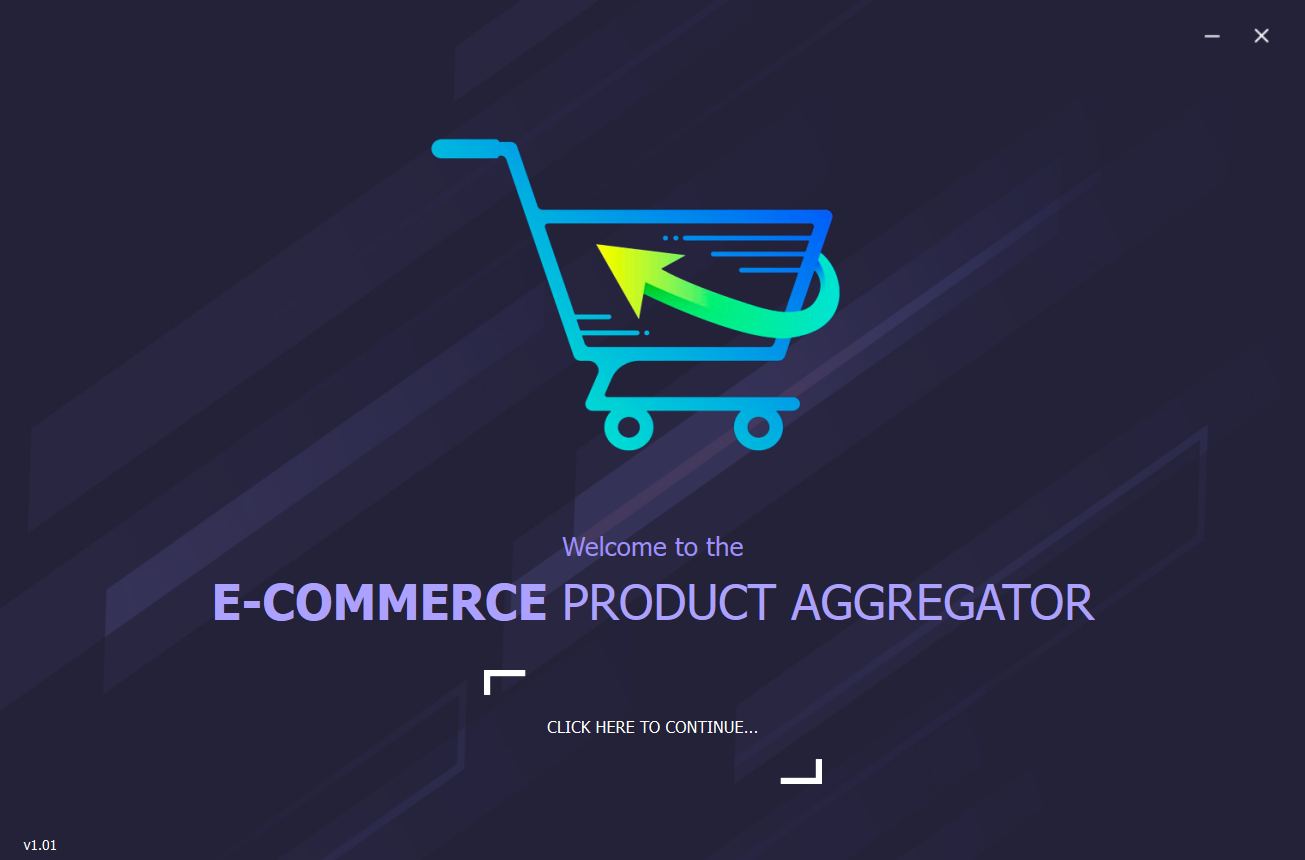 Welcome to the
E-COMMERCE PRODUCT AGGREGATOR
CLICK HERE TO CONTINUE...
v1.01